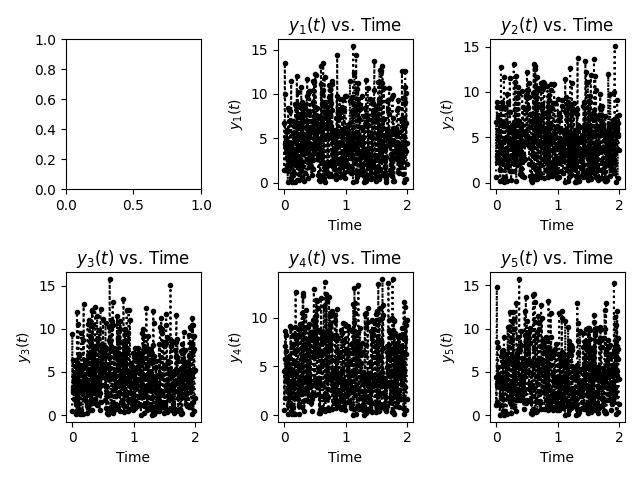 y₁(t) vs. Time
y₂(t) vs. Time
1.0
0.8
0.6
0.4
0.2
0.0
0.0 0.5 1.0
y₁(t)
15
10
5
0
0 1 2
Time
y₂(t)
15
10
5
0
0 1 2
Time
y₃(t) vs. Time
y₄(t) vs. Time
y₅(t) vs. Time
y₃(t)
15
10
5
0
0 1 2
Time
y₄(t)
10
5
0
0 1 2
Time
y₅(t)
15
10
5
0
0 1 2
Time